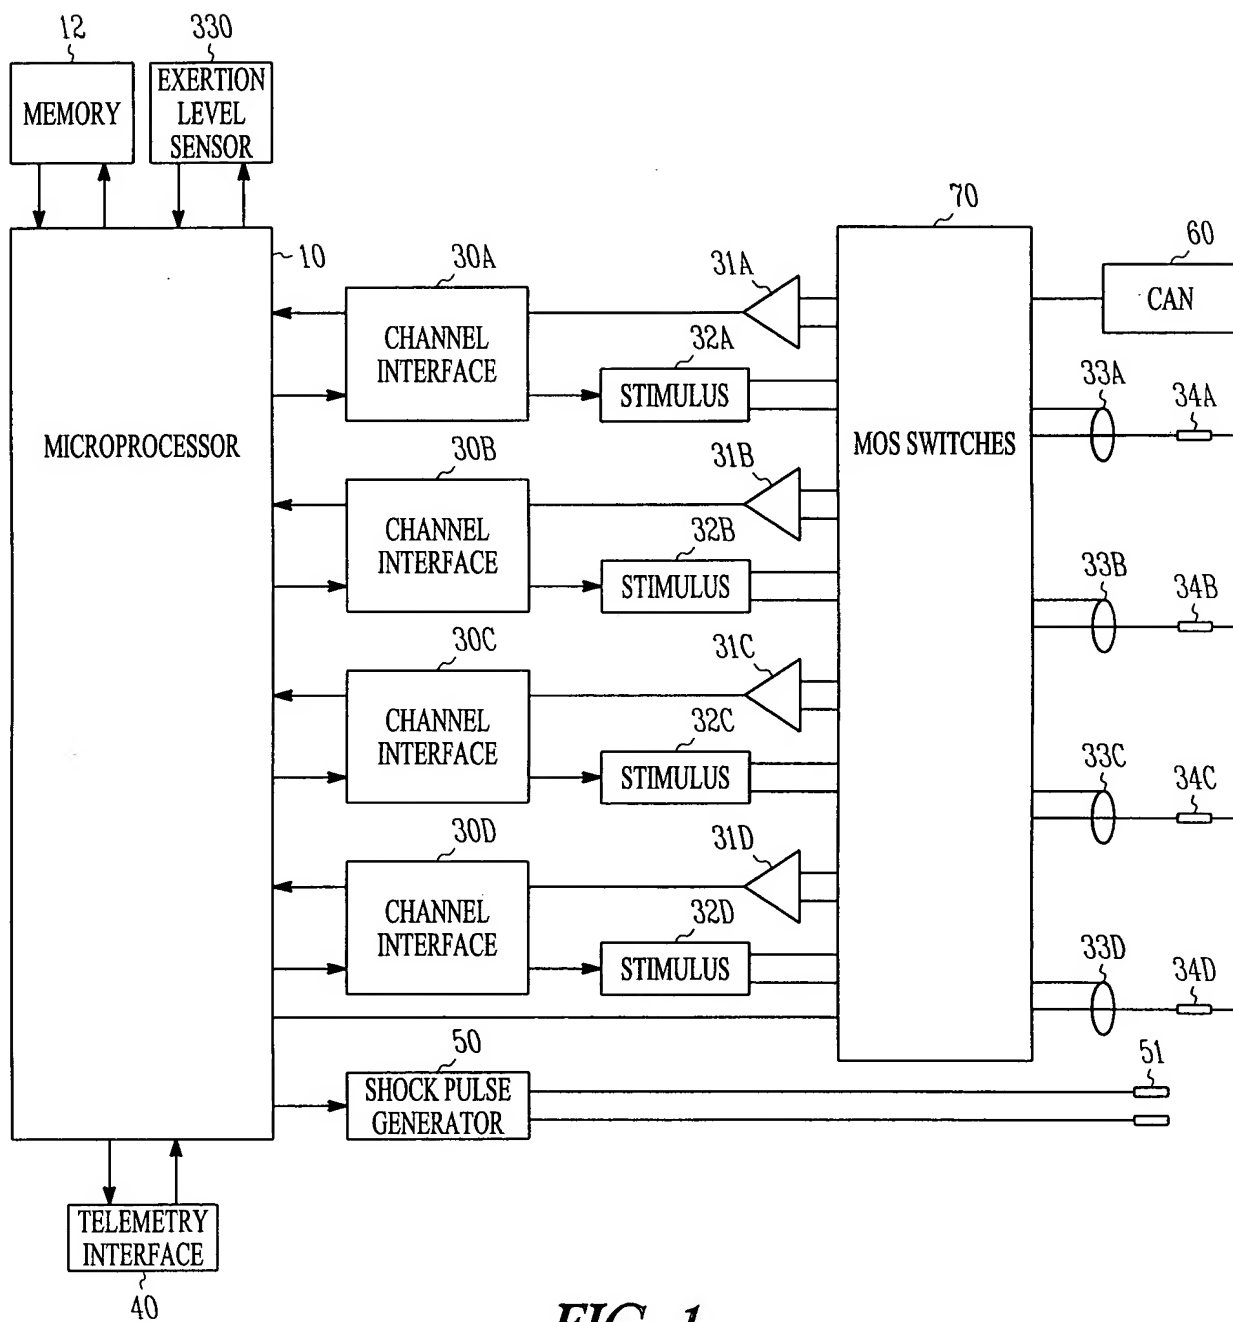 12
330
MEMORY
EXERTION
LEVEL
SENSOR
70
10
30A
31A
60
CAN
CHANNEL
INTERFACE
32A
STIMULUS
33A
34A
MICROPROCESSOR
MOS SWITCHES
30B
31B
CHANNEL
INTERFACE
32B
STIMULUS
33B
34B
30C
31C
CHANNEL
INTERFACE
32C
STIMULUS
33C
34C
30D
31D
CHANNEL
INTERFACE
32D
STIMULUS
33D
34D
50
51
SHOCK PULSE
GENERATOR
TELEMETRY
INTERFACE
40
FIG. 1